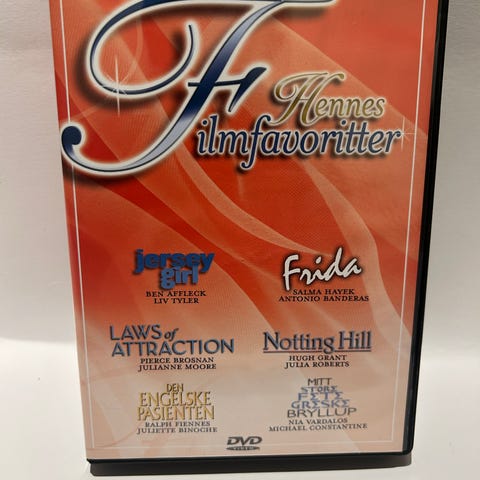 Hennes
Filmfavoritter
jersey
girl
BEN AFFLECK
LIV TYLER
Frida
SALMA HAYEK
ANTONIO BANDERAS
LAWS of
ATTRACTION
PIERCE BROSNAN
JULIANNE MOORE
Notting Hill
HUGH GRANT
JULIA ROBERTS
DEN
ENGELSKE
PASIENTEN
RALPH FIENNES
JULIETTE BINOCHE
MITT
STORE
FETE
GRESKE
BRYLLUP
NIA VARDALOS
MICHAEL CONSTANTINE
DVD
VIDEO